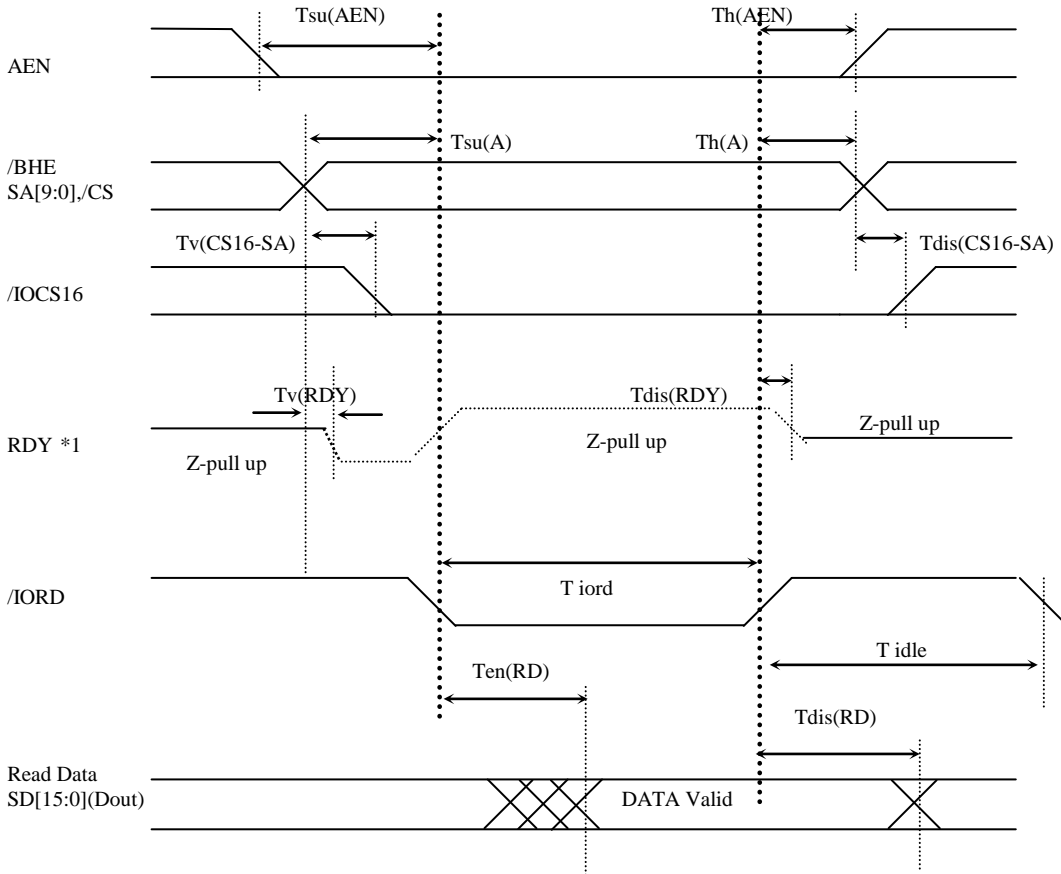 Tsu(AEN)
Th(AEN)
AEN
Tsu(A)
Th(A)
/BHE
SA[9:0],/CS
Tv(CS16-SA)
Tdis(CS16-SA)
/IOCS16
Tv(RDY)
Tdis(RDY)
RDY *1
Z-pull up
Z-pull up
Z-pull up
/IORD
T iord
T idle
Ten(RD)
Tdis(RD)
Read Data
SD[15:0](Dout)
DATA Valid